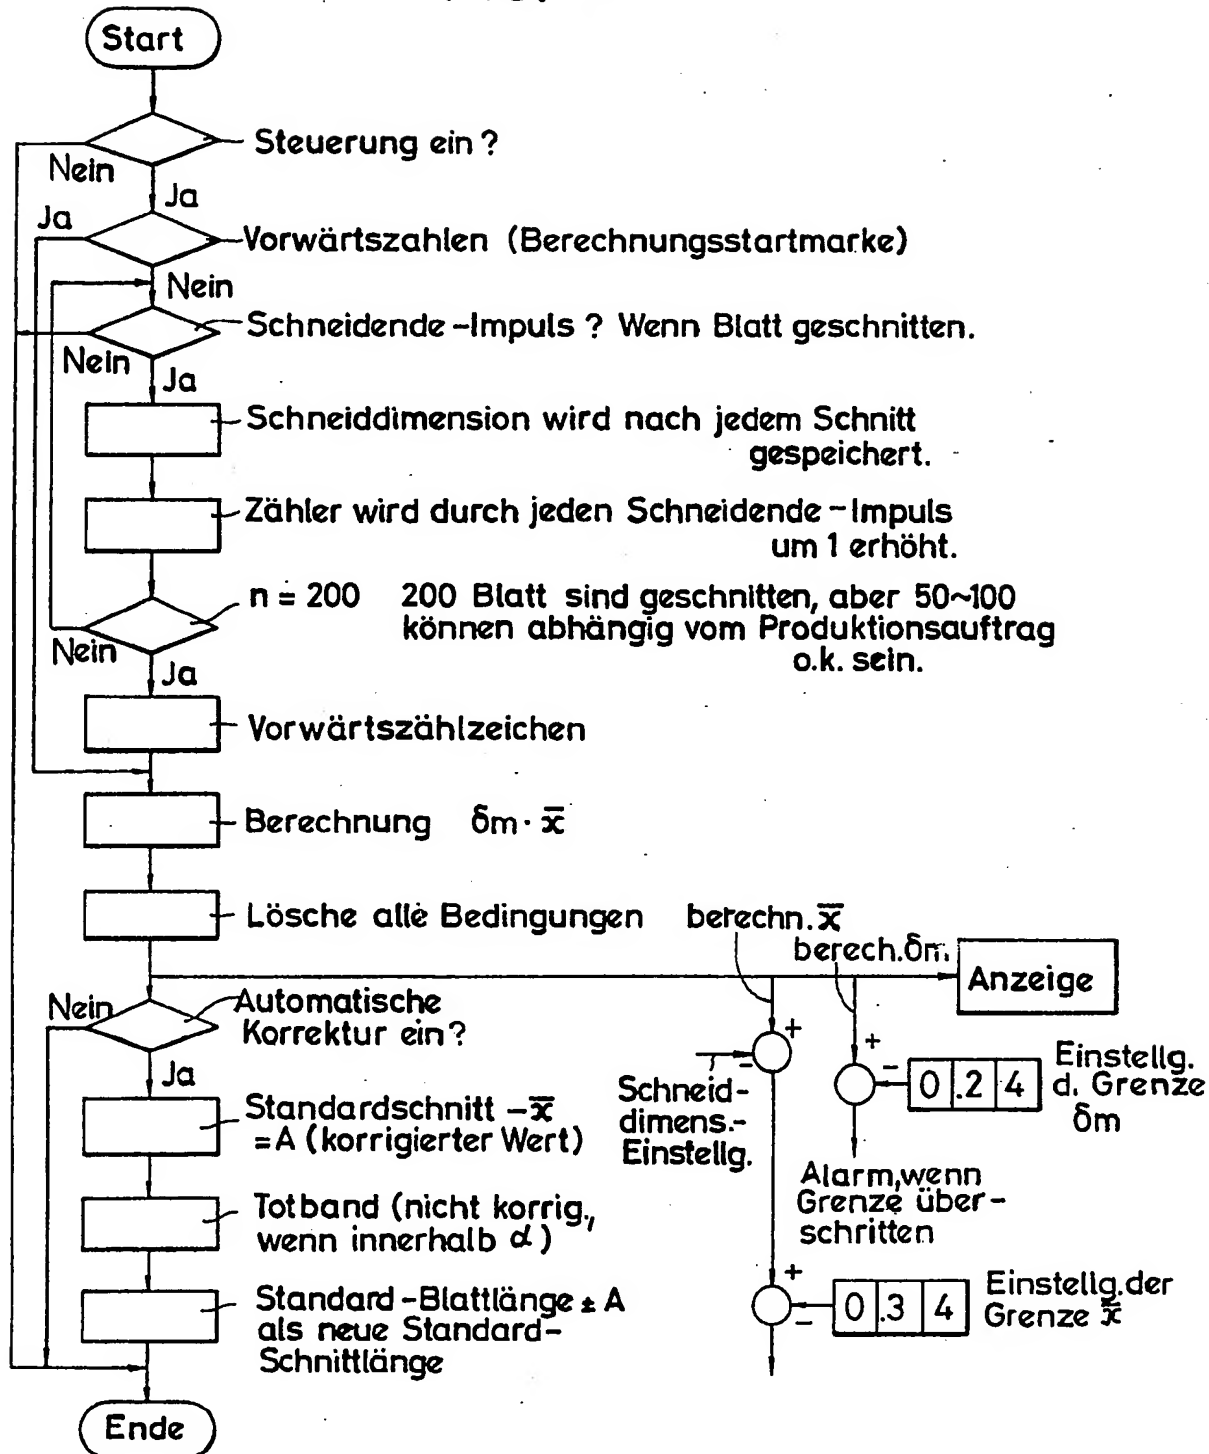 Start
Steuerung ein?
Nein
Ja
Ja
Vorwärtszahlen (Berechnungsstartmarke)
Nein
Schneidende-Impuls? Wenn Blatt geschnitten.
Nein
Ja
Schneiddimension wird nach jedem Schnitt
gespeichert.
Zähler wird durch jeden Schneidende-Impuls
um 1 erhöht.
n = 200 200 Blatt sind geschnitten, aber 50~100
können abhängig vom Produktionsauftrag
o.k. sein.
Nein
Ja
Vorwärtszählzeichen
Berechnung δm · x̅
Lösche alle Bedingungen
berechn. x̅
berech. δm.
Anzeige
Nein
Automatische
Korrektur ein?
Ja
Standardschnitt - x̅
= A (korrigierter Wert)
Totband (nicht korrig.,
wenn innerhalb α)
Standard-Blattlänge ± A
als neue Standard-
Schnittlänge
Ende
+
-
Schneid-
dimens.-
Einstellg.
+
-
0 .2 4
Einstellg.
d. Grenze
δm
Alarm, wenn
Grenze über-
schritten
+
-
0 .3 4
Einstellg. der
Grenze x̅